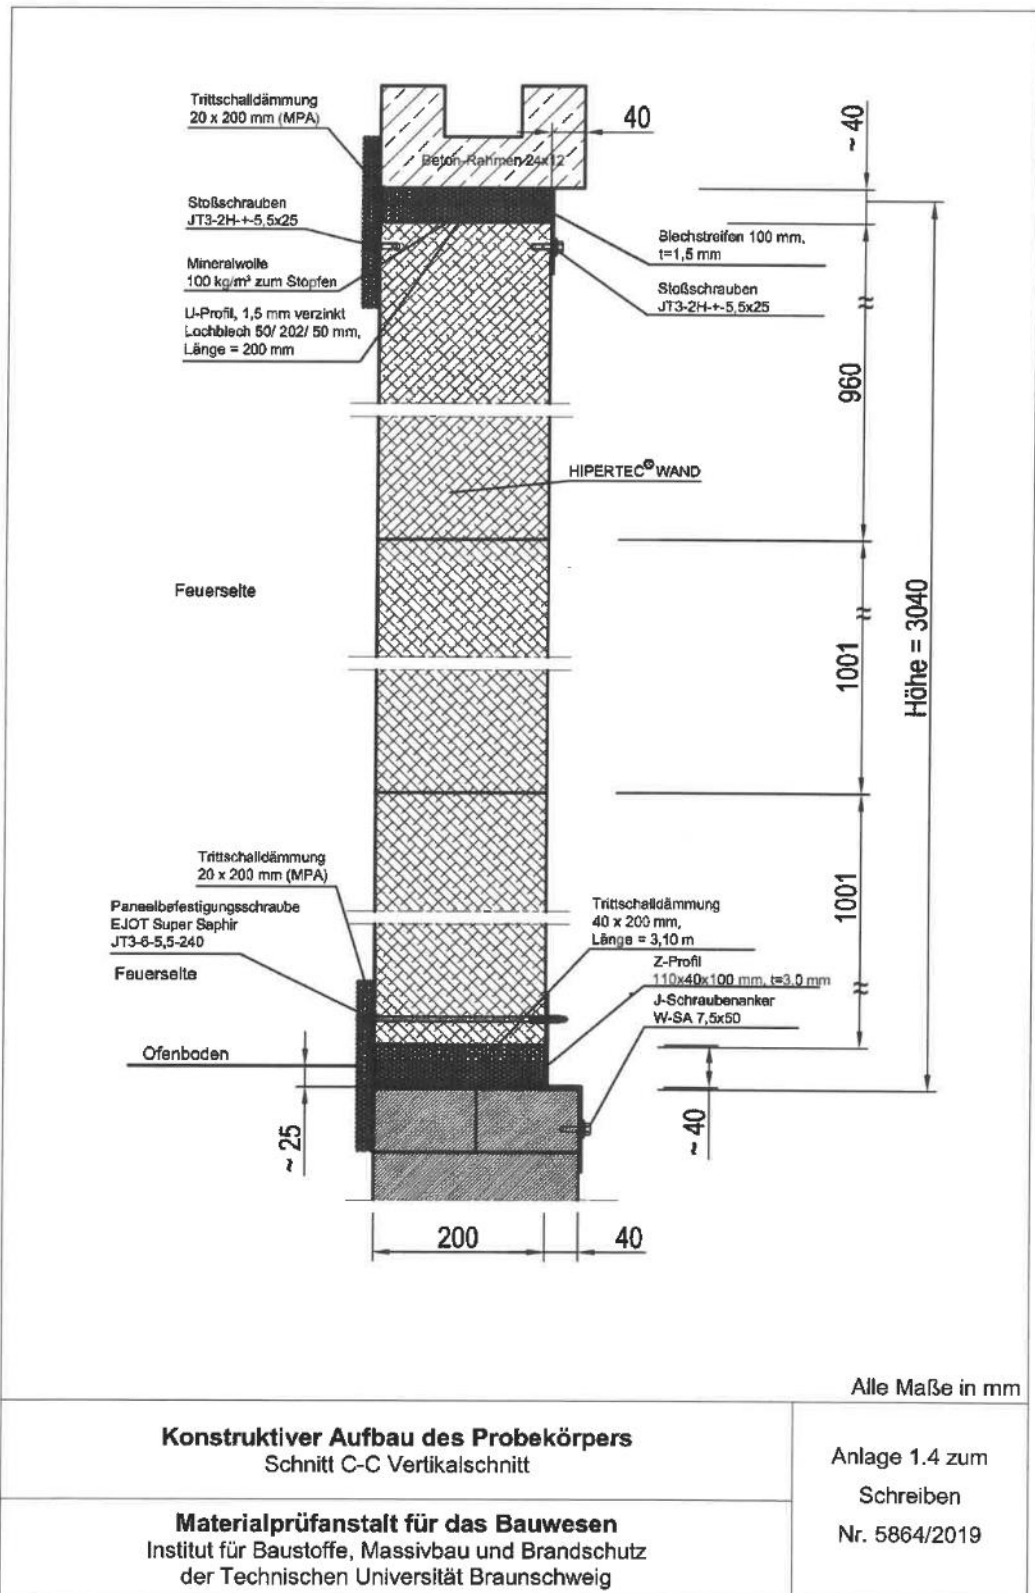 Trittschalldämmung
20 x 200 mm (MPA)
40
~ 40
Beton-Rahmen 24x12
Stoßschrauben
JT3-2H-+-5,5x25
Blechstreifen 100 mm,
t=1,5 mm
Mineralwolle
100 kg/m³ zum Stopfen
Stoßschrauben
JT3-2H-+-5,5x25
U-Profil, 1,5 mm verzinkt
Lochblech 50/ 202/ 50 mm,
Länge = 200 mm
960
HIPERTEC® WAND
Feuerseite
1001
Höhe = 3040
Trittschalldämmung
20 x 200 mm (MPA)
Paneelbefestigungsschraube
EJOT Super Saphir
JT3-6-5,5-240
Trittschalldämmung
40 x 200 mm,
Länge = 3,10 m
1001
Feuerseite
Z-Profil
110x40x100 mm, t=3.0 mm
J-Schraubenanker
W-SA 7,5x50
Ofenboden
~ 25
~ 40
200
40
Alle Maße in mm
Konstruktiver Aufbau des Probekörpers
Schnitt C-C Vertikalschnitt
Anlage 1.4 zum
Schreiben
Nr. 5864/2019
Materialprüfanstalt für das Bauwesen
Institut für Baustoffe, Massivbau und Brandschutz
der Technischen Universität Braunschweig